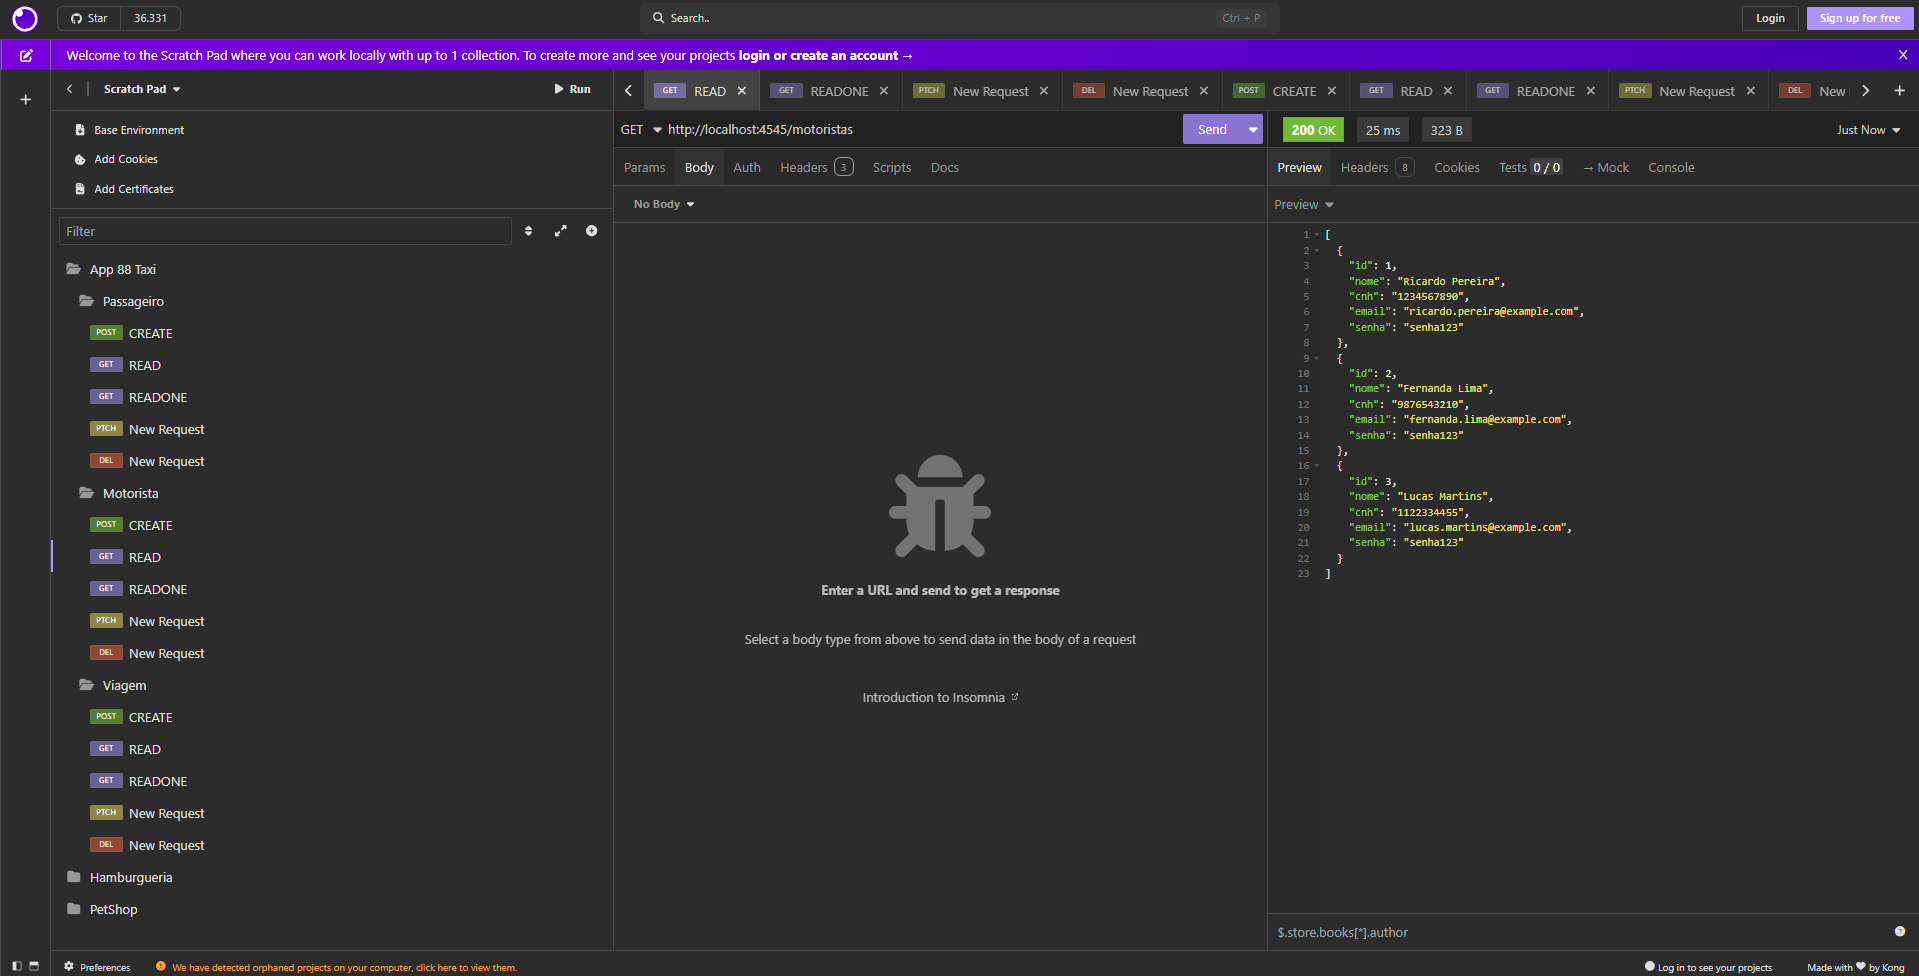 Star 36.331 Search.. Ctrl + P Login Sign up for free
Welcome to the Scratch Pad where you can work locally with up to 1 collection. To create more and see your projects login or create an account →
Scratch Pad Run
Base Environment
Add Cookies
Add Certificates
Filter
App 88 Taxi
Passageiro
POST CREATE
GET READ
GET READONE
PTCH New Request
DEL New Request
Motorista
POST CREATE
GET READ
GET READONE
PTCH New Request
DEL New Request
Viagem
POST CREATE
GET READ
GET READONE
PTCH New Request
DEL New Request
Hamburgueria
PetShop
GET READ GET READONE PTCH New Request DEL New Request POST CREATE GET READ GET READONE PTCH New Request DEL New
GET http://localhost:4545/motoristas Send
Params Body Auth Headers 3 Scripts Docs
No Body
Enter a URL and send to get a response
Select a body type from above to send data in the body of a request
Introduction to Insomnia
200 OK 25 ms 323 B Just Now
Preview Headers 8 Cookies Tests 0 / 0 → Mock Console
Preview
1 [
2 {
3 "id": 1,
4 "nome": "Ricardo Pereira",
5 "cnh": "1234567890",
6 "email": "ricardo.pereira@example.com",
7 "senha": "senha123"
8 },
9 {
10 "id": 2,
11 "nome": "Fernanda Lima",
12 "cnh": "9876543210",
13 "email": "fernanda.lima@example.com",
14 "senha": "senha123"
15 },
16 {
17 "id": 3,
18 "nome": "Lucas Martins",
19 "cnh": "1122334455",
20 "email": "lucas.martins@example.com",
21 "senha": "senha123"
22 }
23 ]
$.store.books[*].author
Preferences We have detected orphaned projects on your computer, click here to view them. Log in to see your projects Made with ♥ by Kong